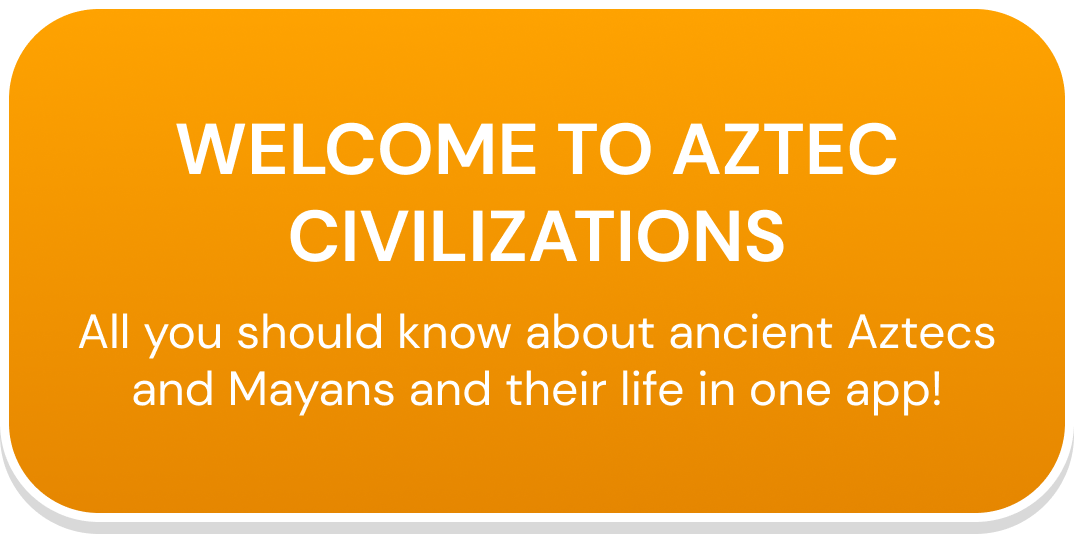 WELCOME TO AZTEC
CIVILIZATIONS
All you should know about ancient Aztecs
and Mayans and their life in one app!